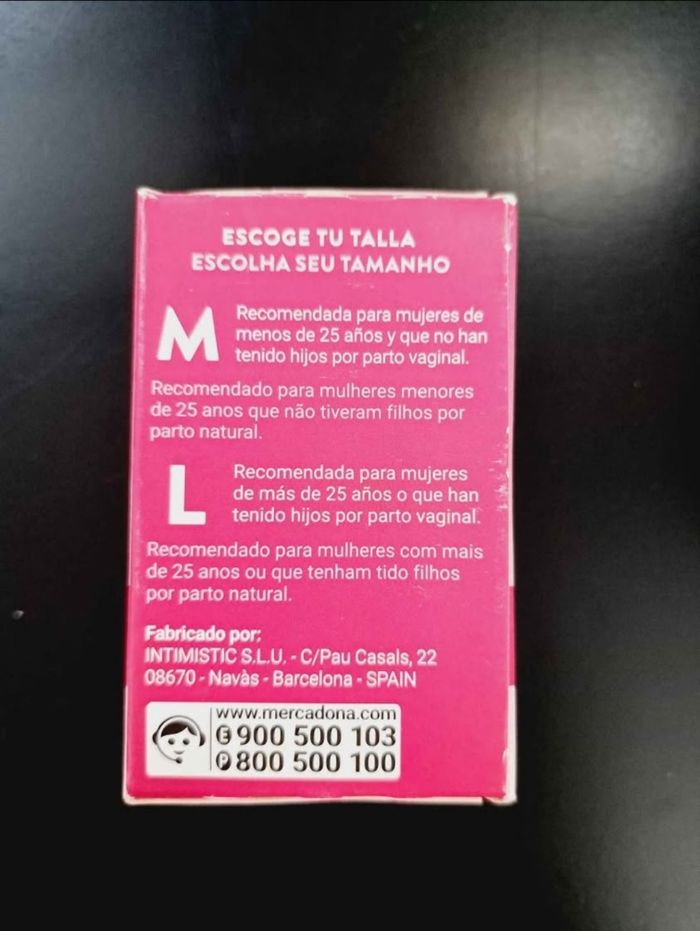 ESCOGE TU TALLA
ESCOLHA SEU TAMANHO
M
Recomendada para mujeres de
menos de 25 años y que no han
tenido hijos por parto vaginal.
Recomendado para mulheres menores
de 25 anos que não tiveram filhos por
parto natural.
L
Recomendada para mujeres
de más de 25 años o que han
tenido hijos por parto vaginal.
Recomendado para mulheres com mais
de 25 anos ou que tenham tido filhos
por parto natural.
Fabricado por:
INTIMISTIC S.L.U. - C/Pau Casals, 22
08670 - Navàs - Barcelona - SPAIN
www.mercadona.com
E 900 500 103
P 800 500 100